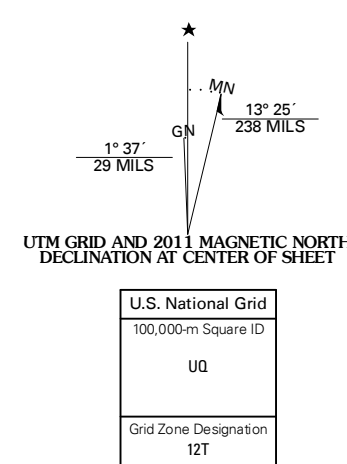 ★
MN
13° 25´
238 MILS
GN
1° 37´
29 MILS
UTM GRID AND 2011 MAGNETIC NORTH
DECLINATION AT CENTER OF SHEET
U.S. National Grid
100,000-m Square ID
UQ
Grid Zone Designation
12T